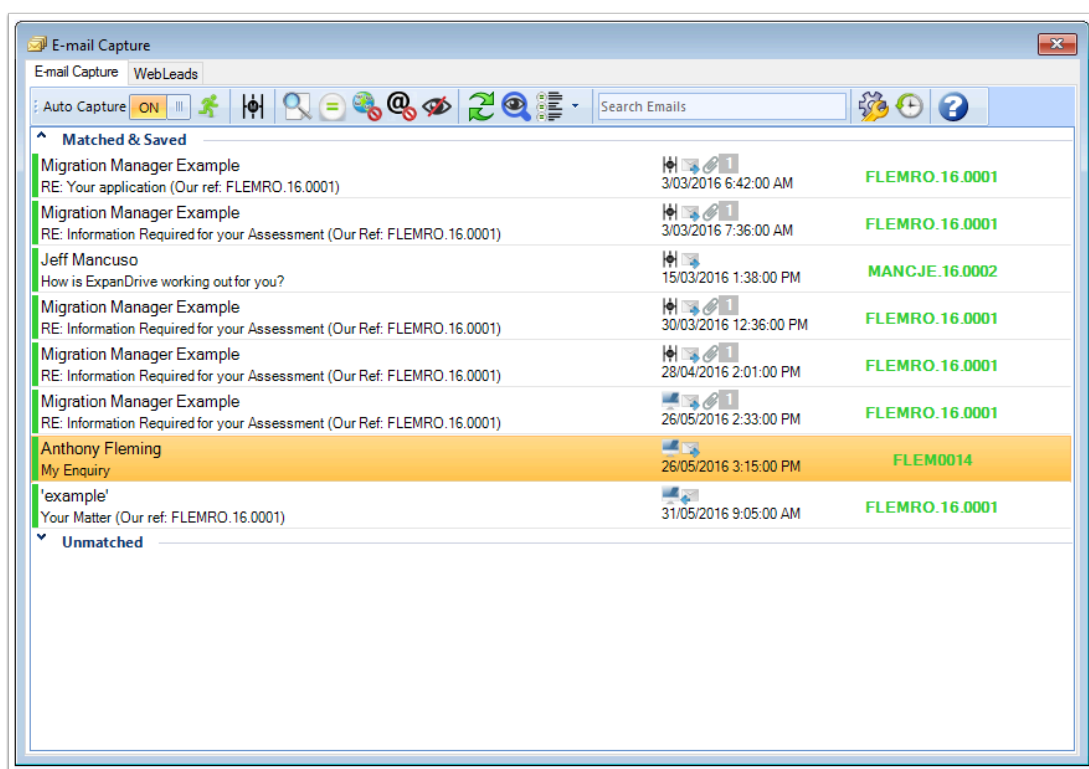 E-mail Capture
E-mail Capture WebLeads
Auto Capture ON Search Emails
Matched & Saved
Migration Manager Example 1
RE: Your application (Our ref: FLEMRO.16.0001) 3/03/2016 6:42:00 AM FLEMRO.16.0001
Migration Manager Example 1
RE: Information Required for your Assessment (Our Ref: FLEMRO.16.0001) 3/03/2016 7:36:00 AM FLEMRO.16.0001
Jeff Mancuso
How is ExpanDrive working out for you? 15/03/2016 1:38:00 PM MANCJE.16.0002
Migration Manager Example 1
RE: Information Required for your Assessment (Our Ref: FLEMRO.16.0001) 30/03/2016 12:36:00 PM FLEMRO.16.0001
Migration Manager Example 1
RE: Information Required for your Assessment (Our Ref: FLEMRO.16.0001) 28/04/2016 2:01:00 PM FLEMRO.16.0001
Migration Manager Example 1
RE: Information Required for your Assessment (Our Ref: FLEMRO.16.0001) 26/05/2016 2:33:00 PM FLEMRO.16.0001
Anthony Fleming
My Enquiry 26/05/2016 3:15:00 PM FLEM0014
'example'
Your Matter (Our ref: FLEMRO.16.0001) 31/05/2016 9:05:00 AM FLEMRO.16.0001
Unmatched